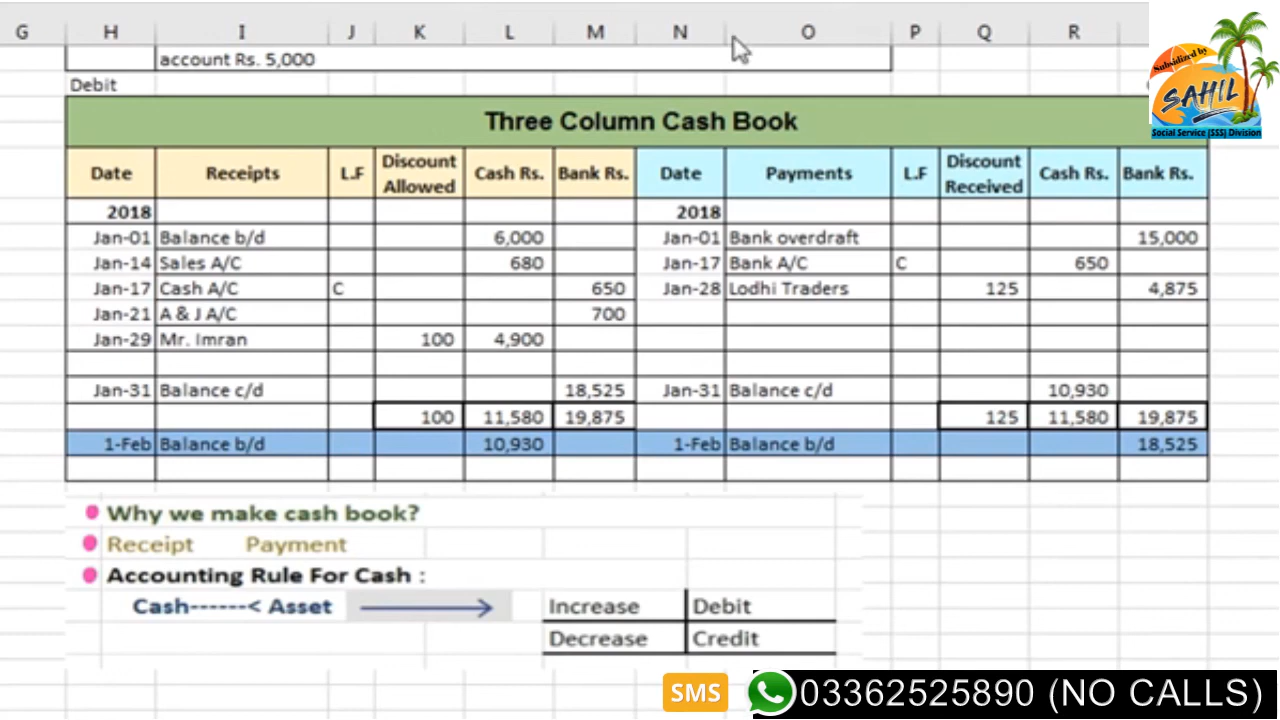 G H I J K L M N O P Q R
account Rs. 5,000
Debit
Three Column Cash Book
Date Receipts L.F Discount Allowed Cash Rs. Bank Rs. Date Payments L.F Discount Received Cash Rs. Bank Rs.
2018 2018
Jan-01 Balance b/d 6,000 Jan-01 Bank overdraft 15,000
Jan-14 Sales A/C 680 Jan-17 Bank A/C C 650
Jan-17 Cash A/C C 650 Jan-28 Lodhi Traders 125 4,875
Jan-21 A & J A/C 700
Jan-29 Mr. Imran 100 4,900
Jan-31 Balance c/d 18,525 Jan-31 Balance c/d 10,930
100 11,580 19,875 125 11,580 19,875
1-Feb Balance b/d 10,930 1-Feb Balance b/d 18,525
Why we make cash book?
Receipt Payment
Accounting Rule For Cash :
Cash------< Asset Increase Debit
Decrease Credit
Subsidized by
SAHIL
Social Service (SSS) Division
SMS 03362525890 (NO CALLS)